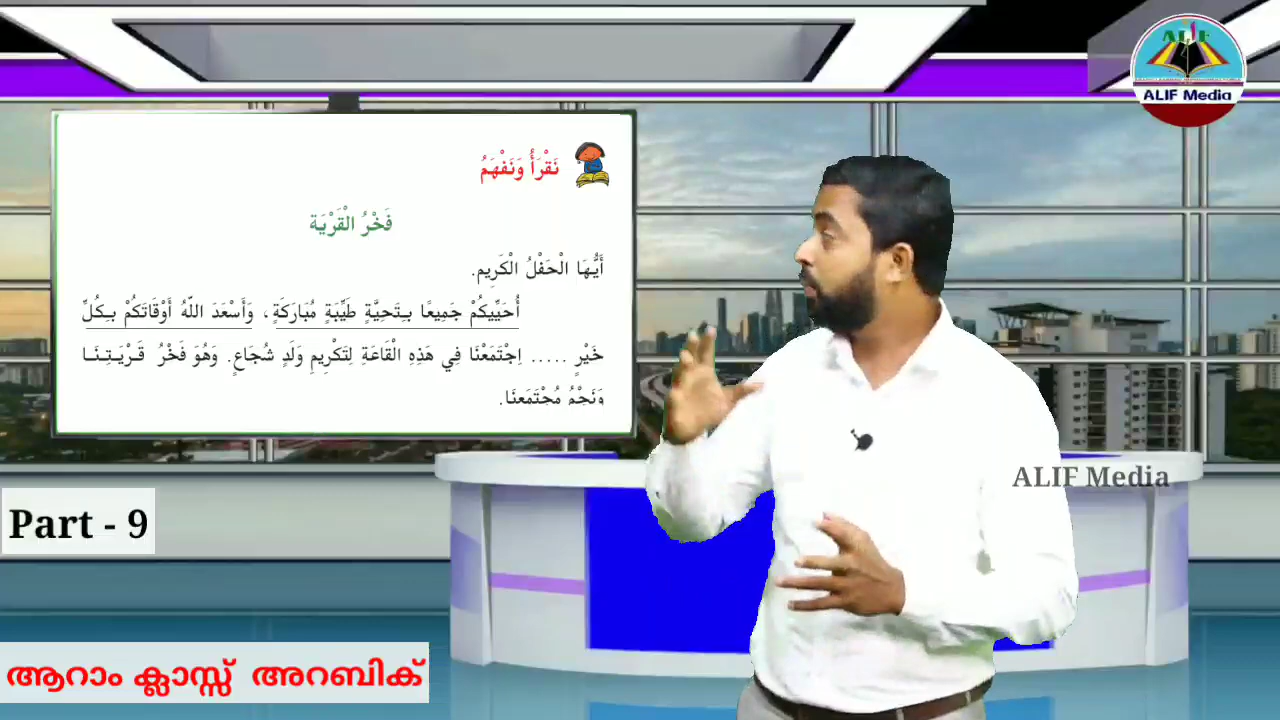 ALIF
ALIF Media
نَقْرَأُ وَنَفْهَمُ
فَخْرُ الْقَرْيَة
أَيُّهَا الْحَفْلُ الْكَرِيم.
أُحَيِّيكُمْ جَمِيعًا بِتَحِيَّةٍ طَيِّبَةٍ مُبَارَكَةٍ، وَأَسْعَدَ اللّٰهُ أَوْقَاتَكُمْ بِكُلِّ
خَيْرٍ ..... اِجْتَمَعْنَا فِي هَذِهِ الْقَاعَةِ لِتَكْرِيمِ وَلَدٍ شُجَاعٍ. وَهُوَ فَخْرُ قَرْيَتِنَا
وَنَجْمُ مُجْتَمَعِنَا.
ALIF Media
Part - 9
ആറാം ക്ലാസ്സ് അറബിക്